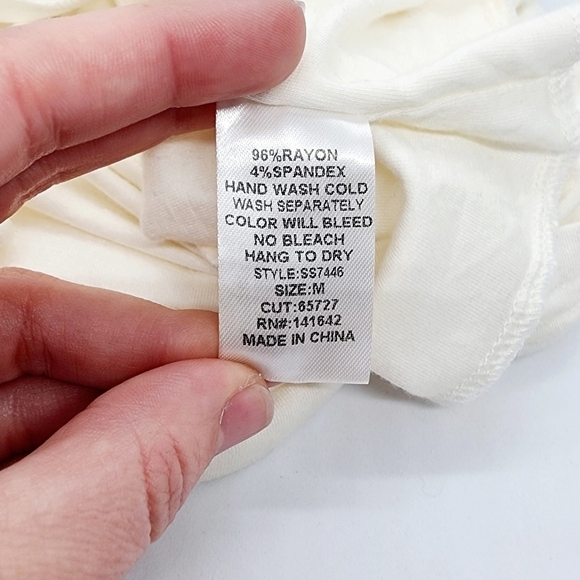 96%RAYON
4%SPANDEX
HAND WASH COLD
WASH SEPARATELY
COLOR WILL BLEED
NO BLEACH
HANG TO DRY
STYLE:SS7446
SIZE:M
CUT:65727
RN#:141642
MADE IN CHINA